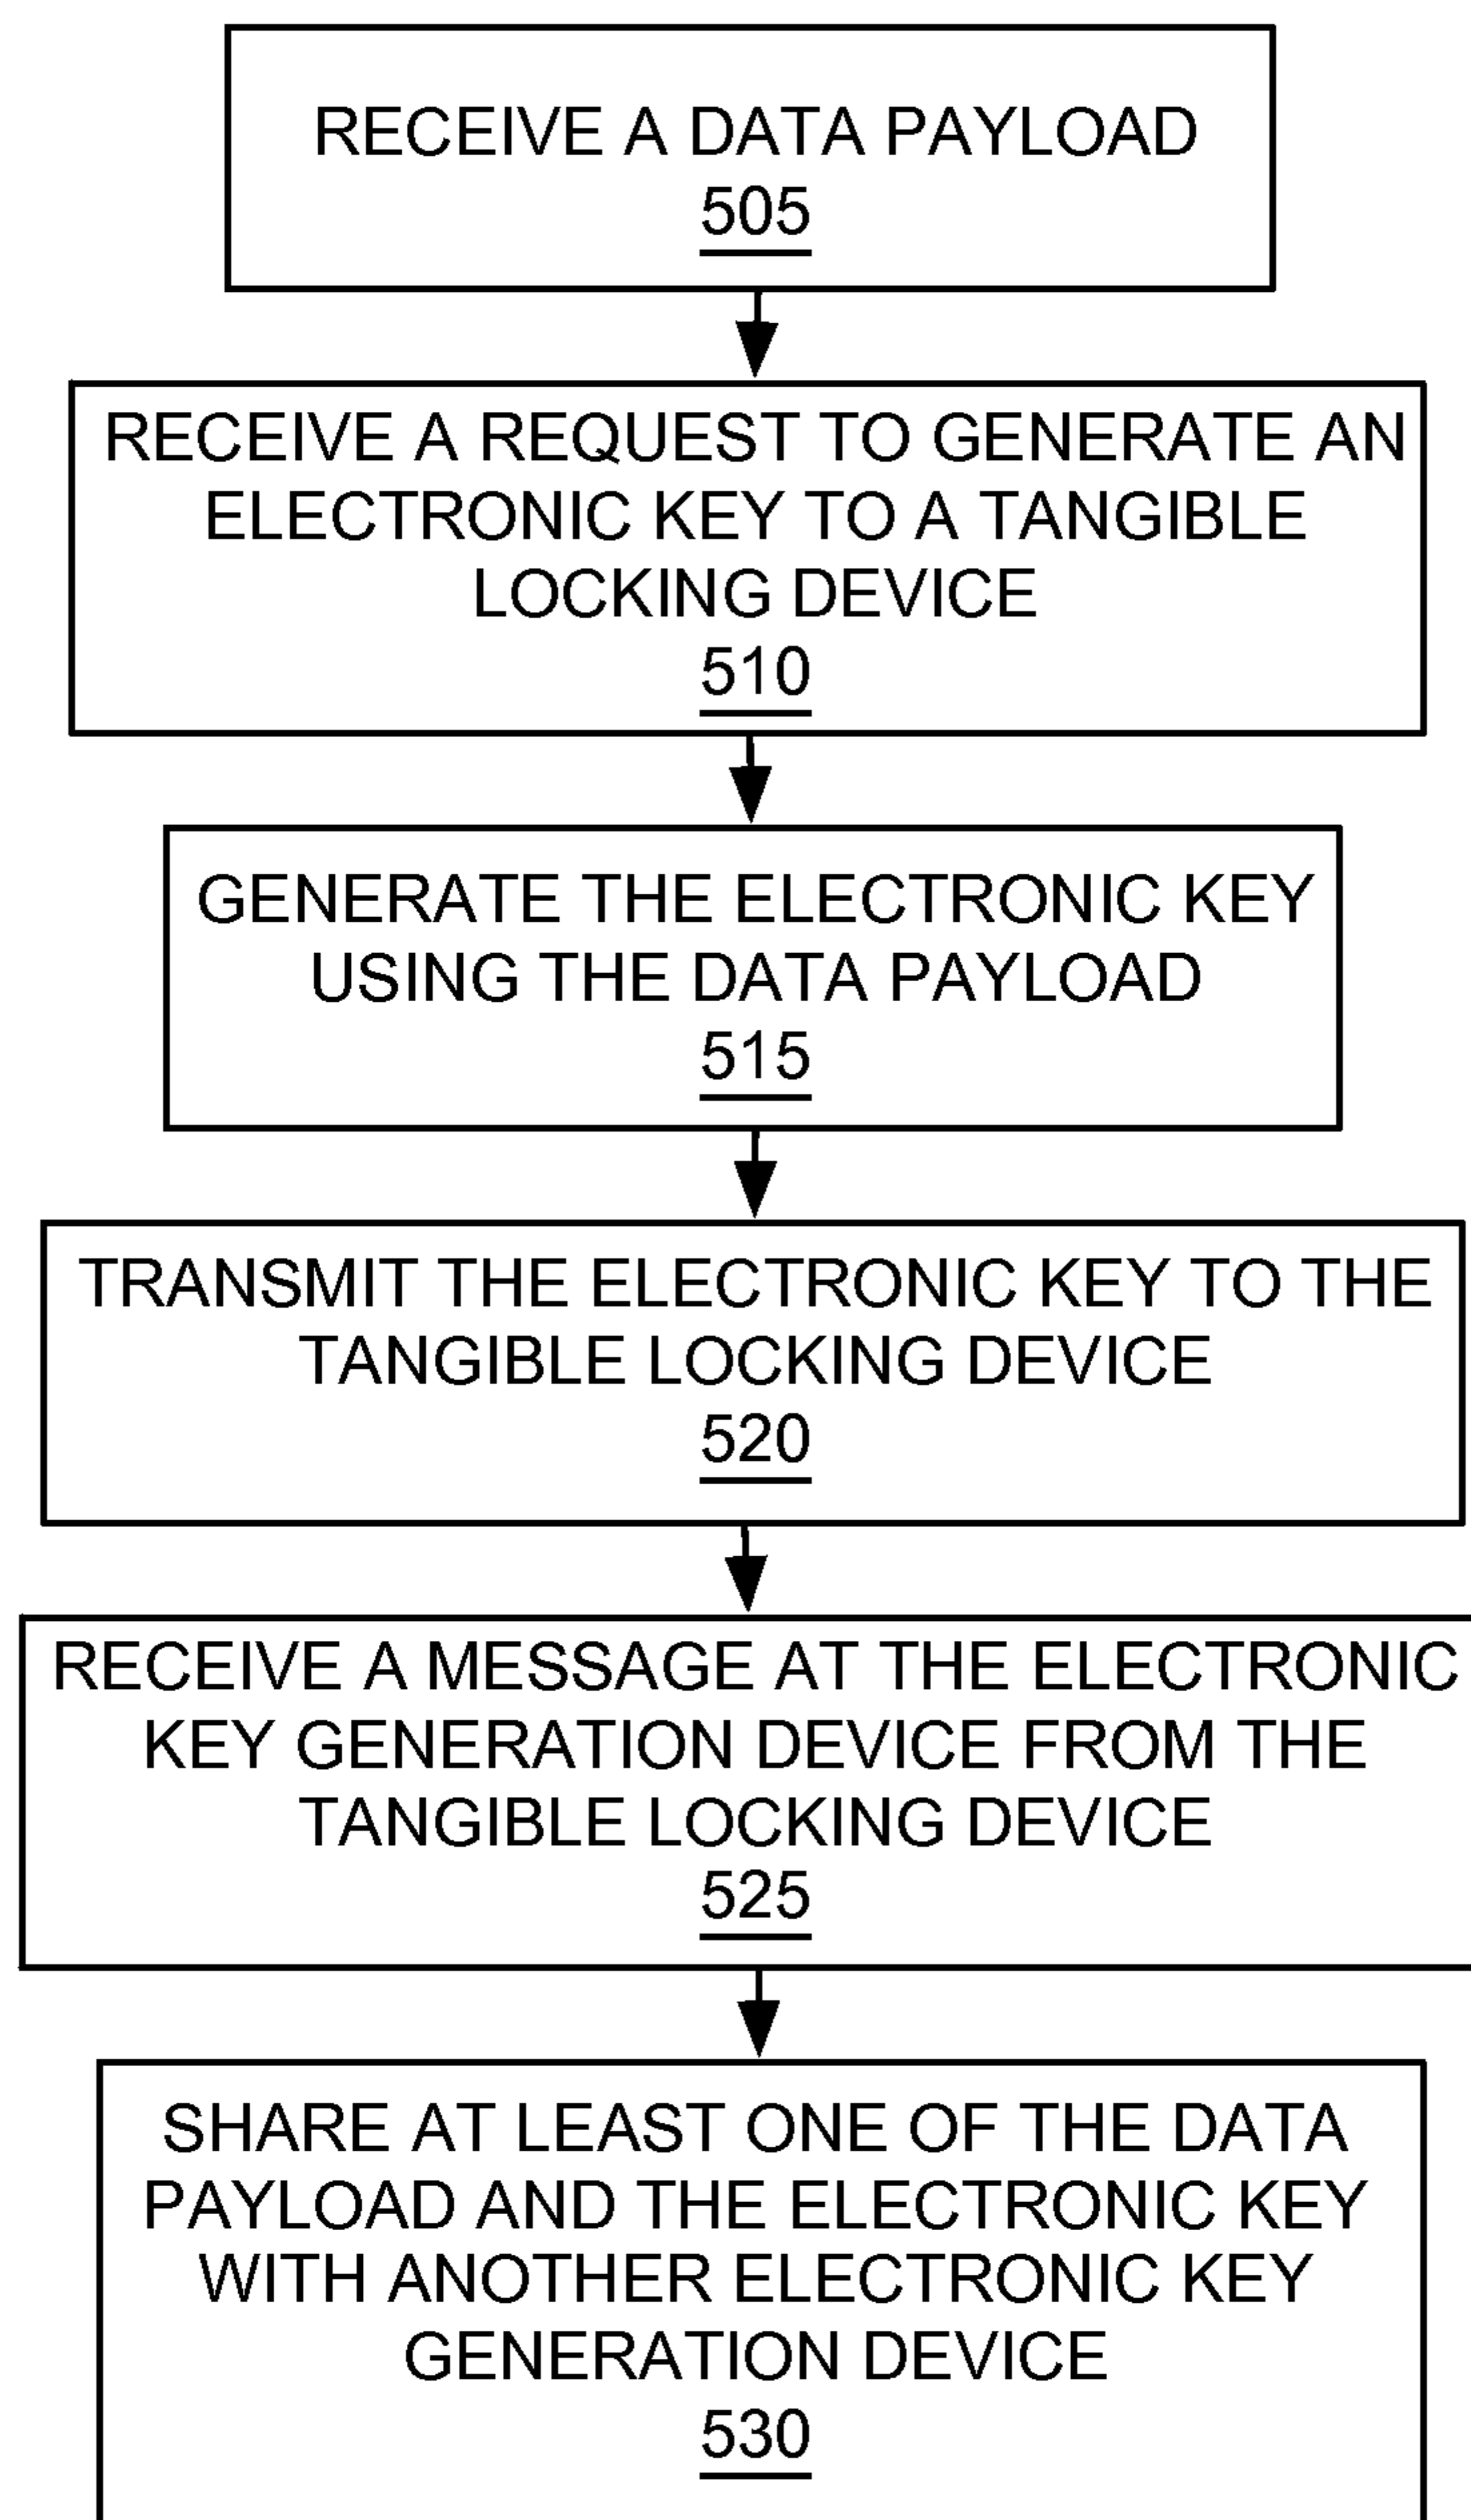 RECEIVE A DATA PAYLOAD
505
RECEIVE A REQUEST TO GENERATE AN
ELECTRONIC KEY TO A TANGIBLE
LOCKING DEVICE
510
GENERATE THE ELECTRONIC KEY
USING THE DATA PAYLOAD
515
TRANSMIT THE ELECTRONIC KEY TO THE
TANGIBLE LOCKING DEVICE
520
RECEIVE A MESSAGE AT THE ELECTRONIC
KEY GENERATION DEVICE FROM THE
TANGIBLE LOCKING DEVICE
525
SHARE AT LEAST ONE OF THE DATA
PAYLOAD AND THE ELECTRONIC KEY
WITH ANOTHER ELECTRONIC KEY
GENERATION DEVICE
530